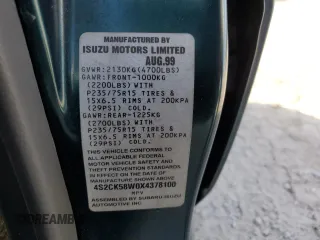 MANUFACTURED BY
ISUZU MOTORS LIMITED
AUG.99
GVWR:2130KG(4700LBS)
GAWR:FRONT-1000KG
(2200LBS) WITH
P235/75R15 TIRES &
15X6.5 RIMS AT 200KPA
(29PSI) COLD.
GAWR:REAR-1225KG
(2700LBS) WITH
P235/75R15 TIRES &
15X6.5 RIMS AT 200KPA
(29PSI) COLD.
THIS VEHICLE CONFORMS TO ALL
APPLICABLE FEDERAL MOTOR
VEHICLE SAFETY AND
THEFT PREVENTION STANDARDS
IN EFFECT ON THE DATE OF
MANUFACTURE SHOWN ABOVE
4S2CK58W0X4378100
MPV
ASSEMBLED BY SUBARU-ISUZU
AUTOMOTIVE INC.